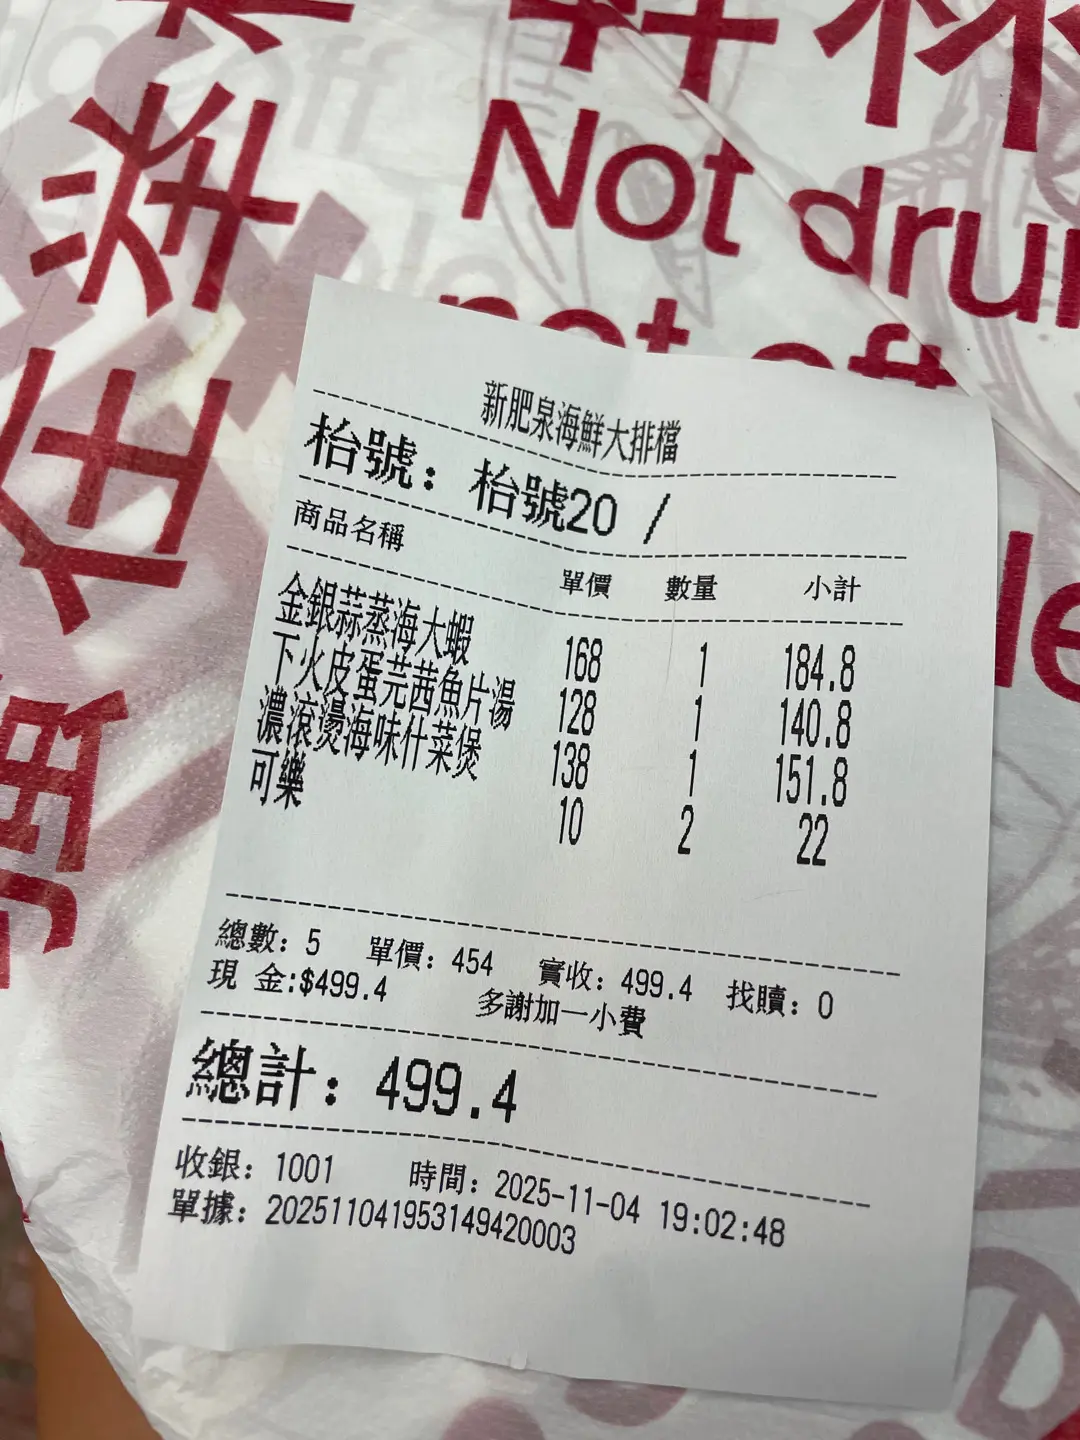 Not drun
not of
新肥泉海鮮大排檔
枱號：枱號20 /
商品名稱 單價 數量 小計
金銀蒜蒸海大蝦 168 1 184.8
下火皮蛋芫茜魚片湯 128 1 140.8
濃滾燙海味什菜煲 138 1 151.8
可樂 10 2 22
總數：5 單價：454 實收：499.4 找贖：0
現 金:$499.4 多謝加一小費
總計：499.4
收銀：1001 時間：2025-11-04 19:02:48
單據：202511041953149420003